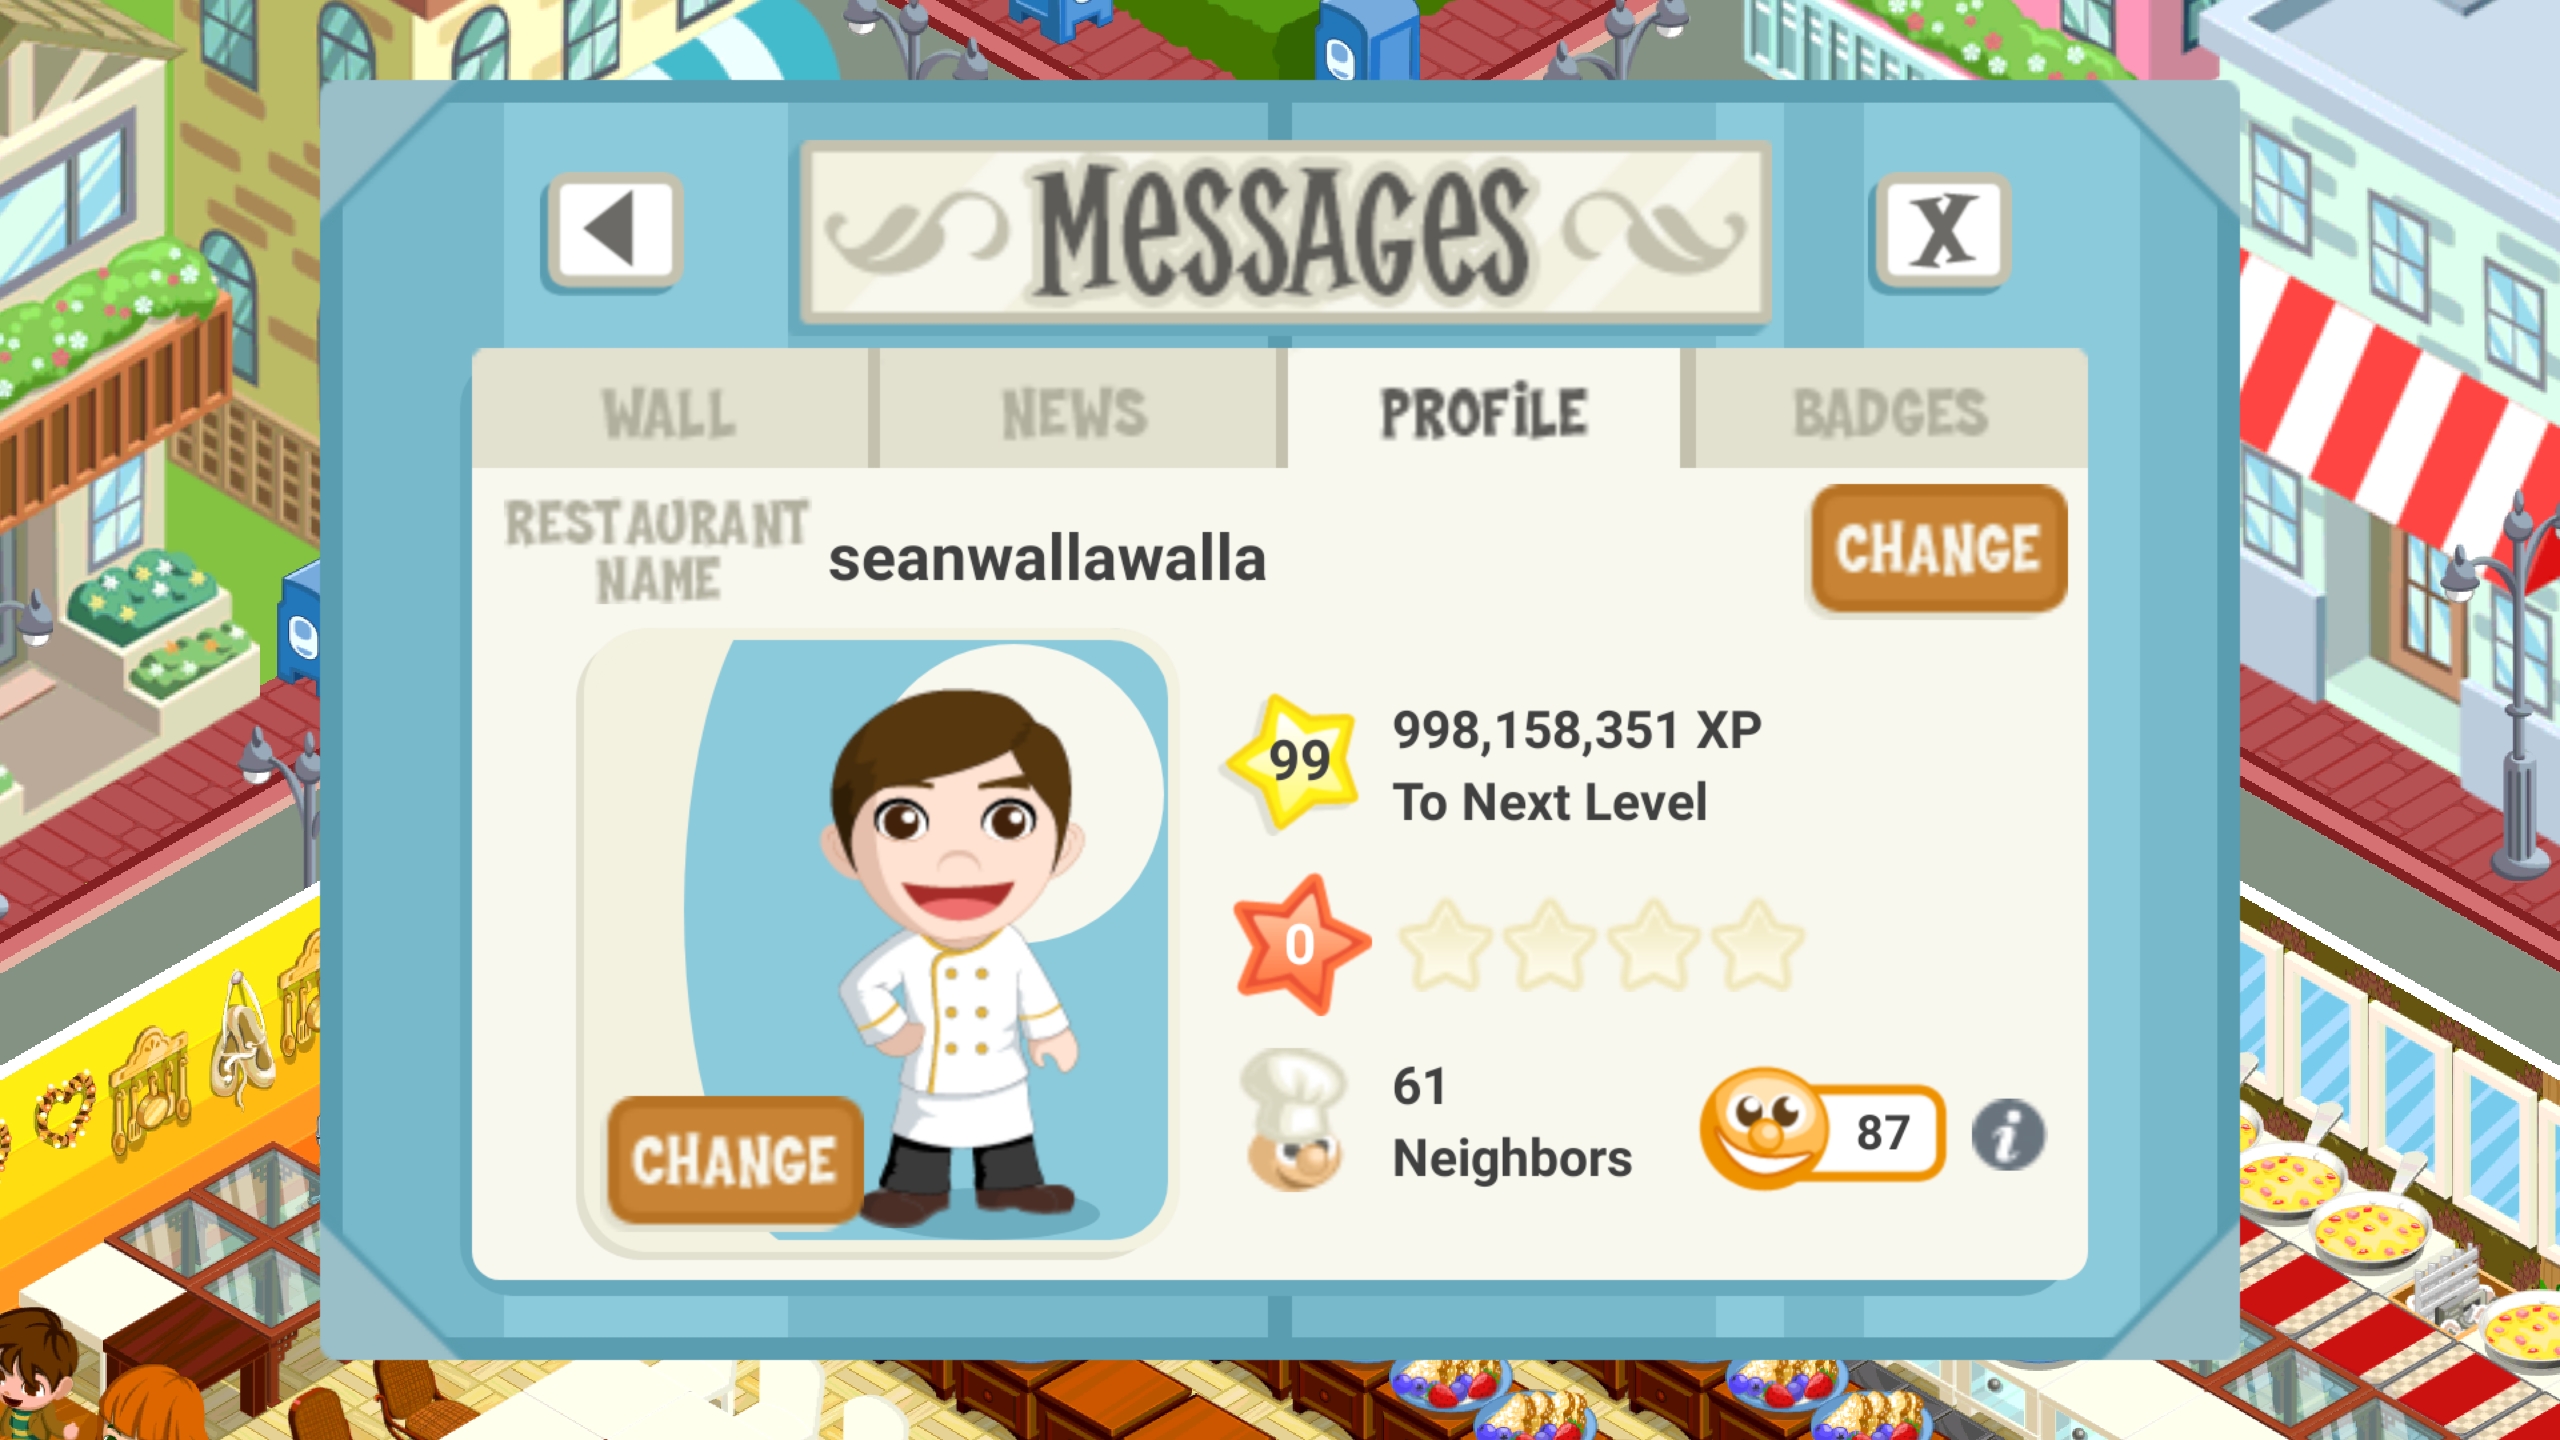 MeSSAGeS
X
WALL
NEWS
PROFiLE
BADGES
RESTAURANT
NAME
seanwallawalla
CHANGE
99
998,158,351 XP
To Next Level
0
61
Neighbors
87
i
CHANGE